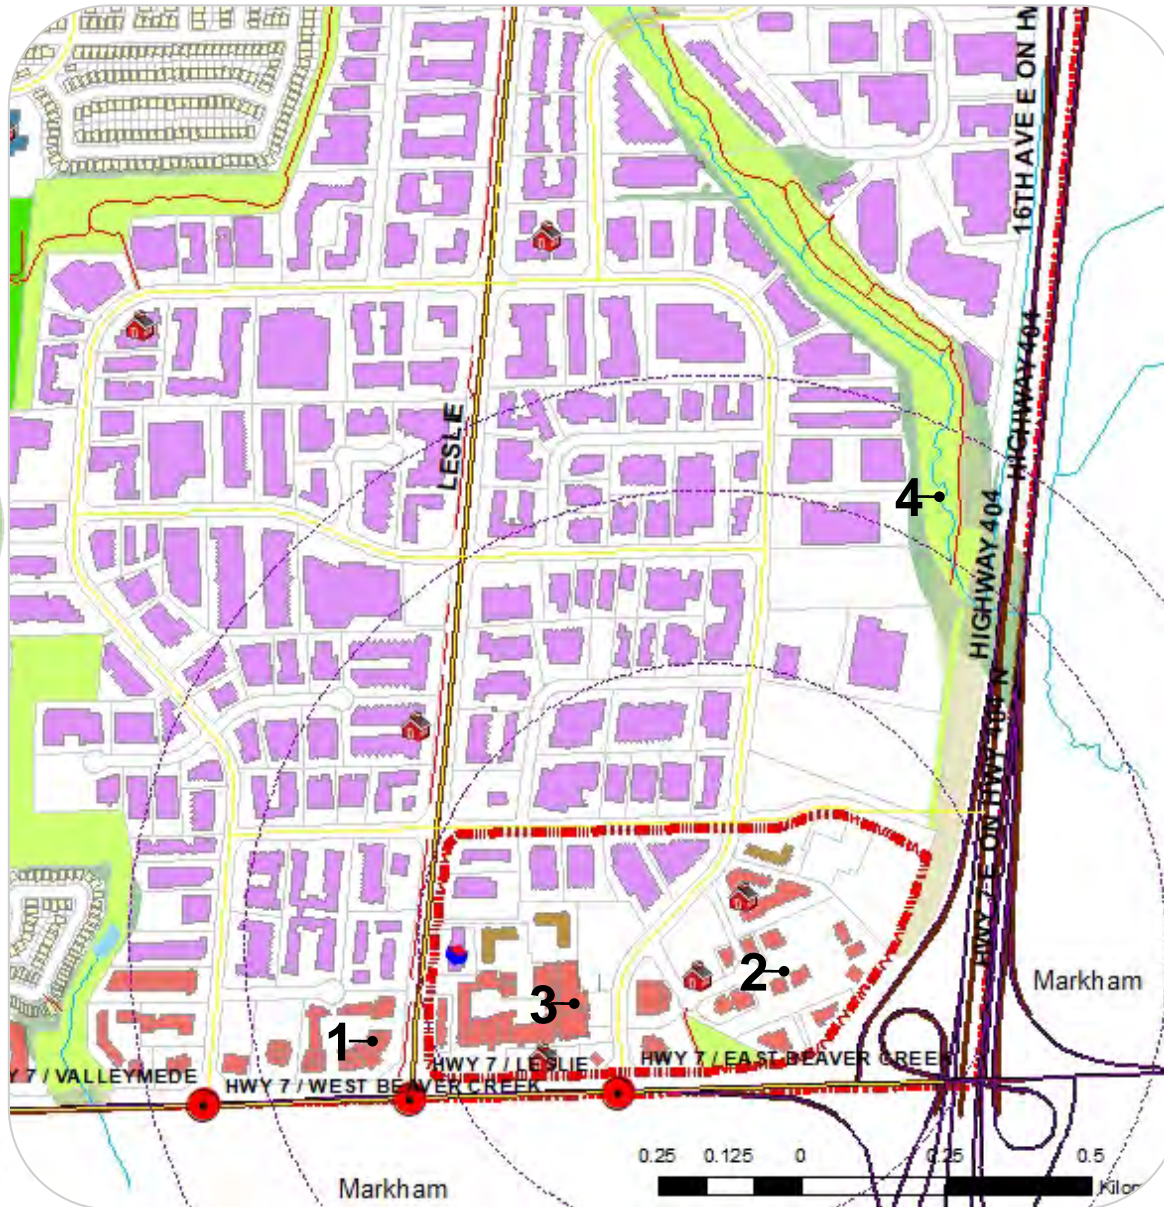 16TH AVE E ON HW
HIGHWAY 404
LESLIE
4
HIGHWAY 404
HWY 7 E ON HWY 404 N
2
Markham
3
1
HWY 7 / LESLIE
HWY 7 / EAST BEAVER CREEK
Y 7 / VALLEYMEDE
HWY 7 / WEST BEAVER CREEK
0.25 0.125 0 0.25 0.5
Kilor
Markham